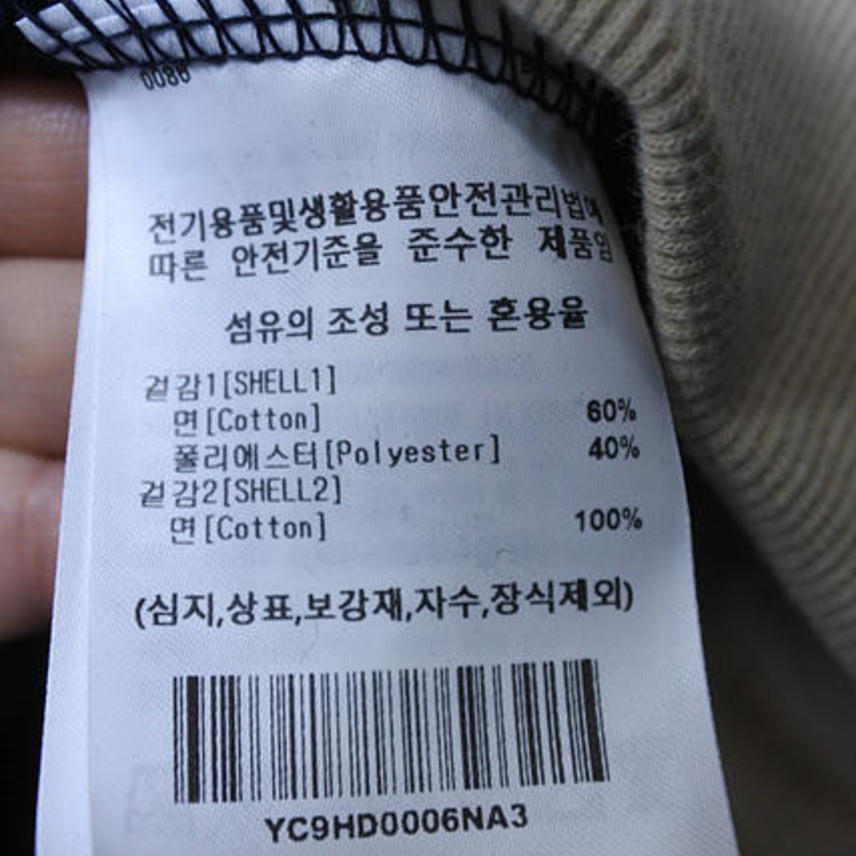 0086
전기용품및생활용품안전관리법에
따른 안전기준을 준수한 제품임
섬유의 조성 또는 혼용율
겉감1[SHELL1]
면[Cotton] 60%
폴리에스터[Polyester] 40%
겉감2[SHELL2]
면[Cotton] 100%
(심지,상표,보강재,자수,장식제외)
YC9HD0006NA3